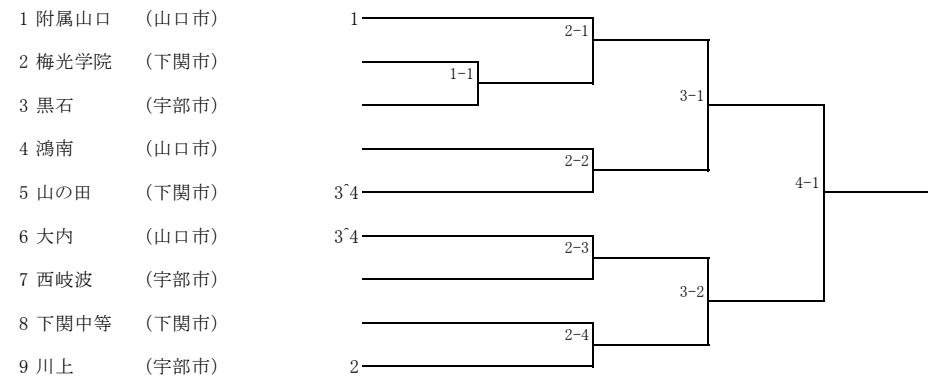 1 附属山口 （山口市） 1
2-1
2 梅光学院 （下関市）
1-1
3 黒石 （宇部市）
3-1
4 鴻南 （山口市）
2-2
4-1
5 山の田 （下関市） 3~4
6 大内 （山口市） 3~4
2-3
7 西岐波 （宇部市）
3-2
8 下関中等 （下関市）
2-4
9 川上 （宇部市） 2